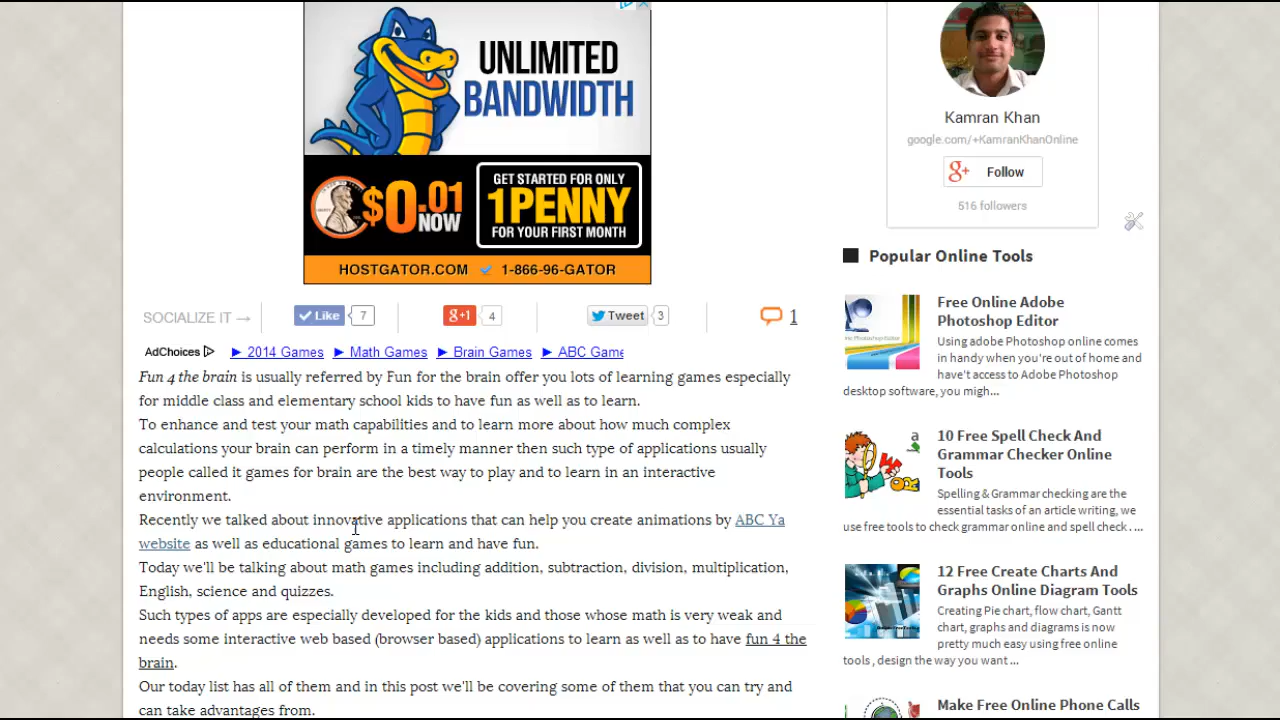 UNLIMITED
BANDWIDTH
$0.01
NOW
GET STARTED FOR ONLY
1 PENNY
FOR YOUR FIRST MONTH
HOSTGATOR.COM 1-866-96-GATOR
SOCIALIZE IT → Like 7 g+1 4 Tweet 3 1
AdChoices ► 2014 Games ► Math Games ► Brain Games ► ABC Game
Fun 4 the brain is usually referred by Fun for the brain offer you lots of learning games especially
for middle class and elementary school kids to have fun as well as to learn.
To enhance and test your math capabilities and to learn more about how much complex
calculations your brain can perform in a timely manner then such type of applications usually
people called it games for brain are the best way to play and to learn in an interactive
environment.
Recently we talked about innovative applications that can help you create animations by ABC Ya
website as well as educational games to learn and have fun.
Today we'll be talking about math games including addition, subtraction, division, multiplication,
English, science and quizzes.
Such types of apps are especially developed for the kids and those whose math is very weak and
needs some interactive web based (browser based) applications to learn as well as to have fun 4 the
brain.
Our today list has all of them and in this post we'll be covering some of them that you can try and
can take advantages from.
Kamran Khan
google.com/+KamranKhanOnline
g+ Follow
516 followers
Popular Online Tools
Free Online Adobe
Photoshop Editor
Using adobe Photoshop online comes
in handy when you're out of home and
have't access to Adobe Photoshop
desktop software, you migh...
10 Free Spell Check And
Grammar Checker Online
Tools
Spelling & Grammar checking are the
essential tasks of an article writing, we
use free tools to check grammar online and spell check . ...
12 Free Create Charts And
Graphs Online Diagram Tools
Creating Pie chart, flow chart, Gantt
chart, graphs and diagrams is now
pretty much easy using free online
tools , design the way you want ...
Make Free Online Phone Calls